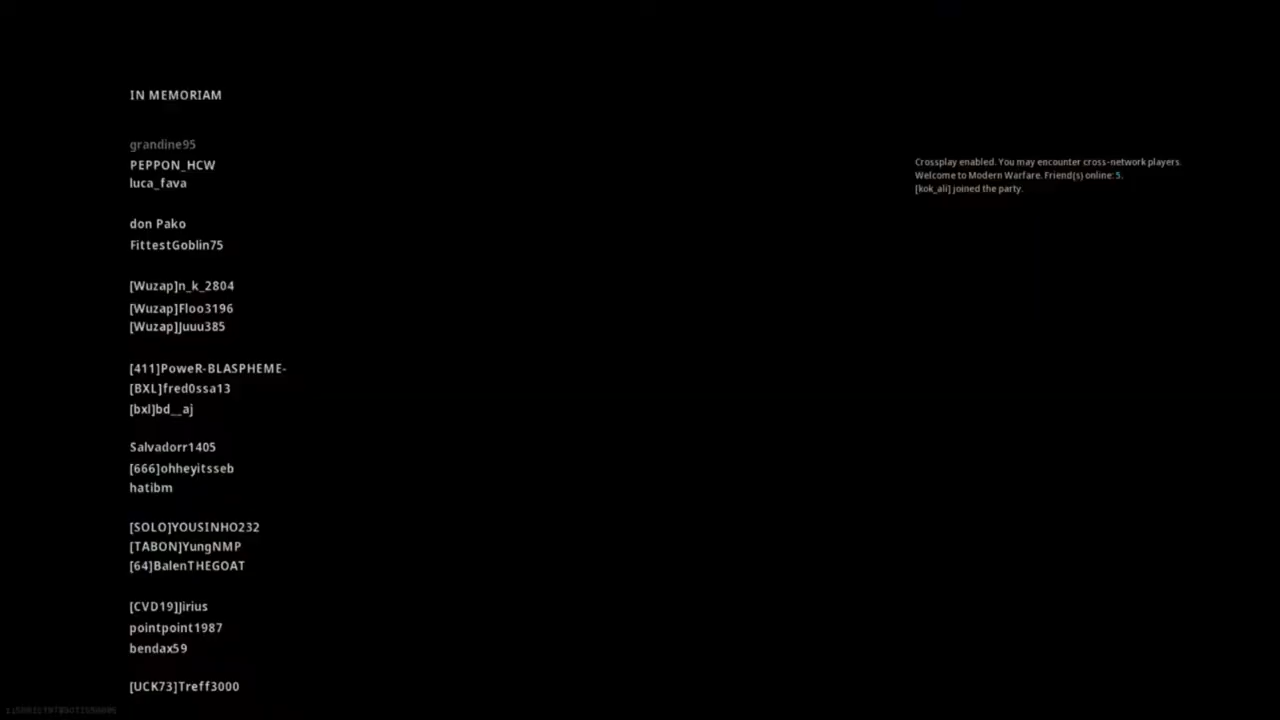 IN MEMORIAM
grandine95
PEPPON_HCW
luca_fava
don Pako
FittestGoblin75
[Wuzap]n_k_2804
[Wuzap]Floo3196
[Wuzap]Juuu385
[411]PoweR-BLASPHEME-
[BXL]fred0ssa13
[bxl]bd__aj
Salvadorr1405
[666]ohheyitsseb
hatibm
[SOLO]YOUSINHO232
[TABON]YungNMP
[64]BalenTHEGOAT
[CVD19]Jirius
pointpoint1987
bendax59
[UCK73]Treff3000
Crossplay enabled. You may encounter cross-network players.
Welcome to Modern Warfare. Friend(s) online: 5.
[kok_ali] joined the party.